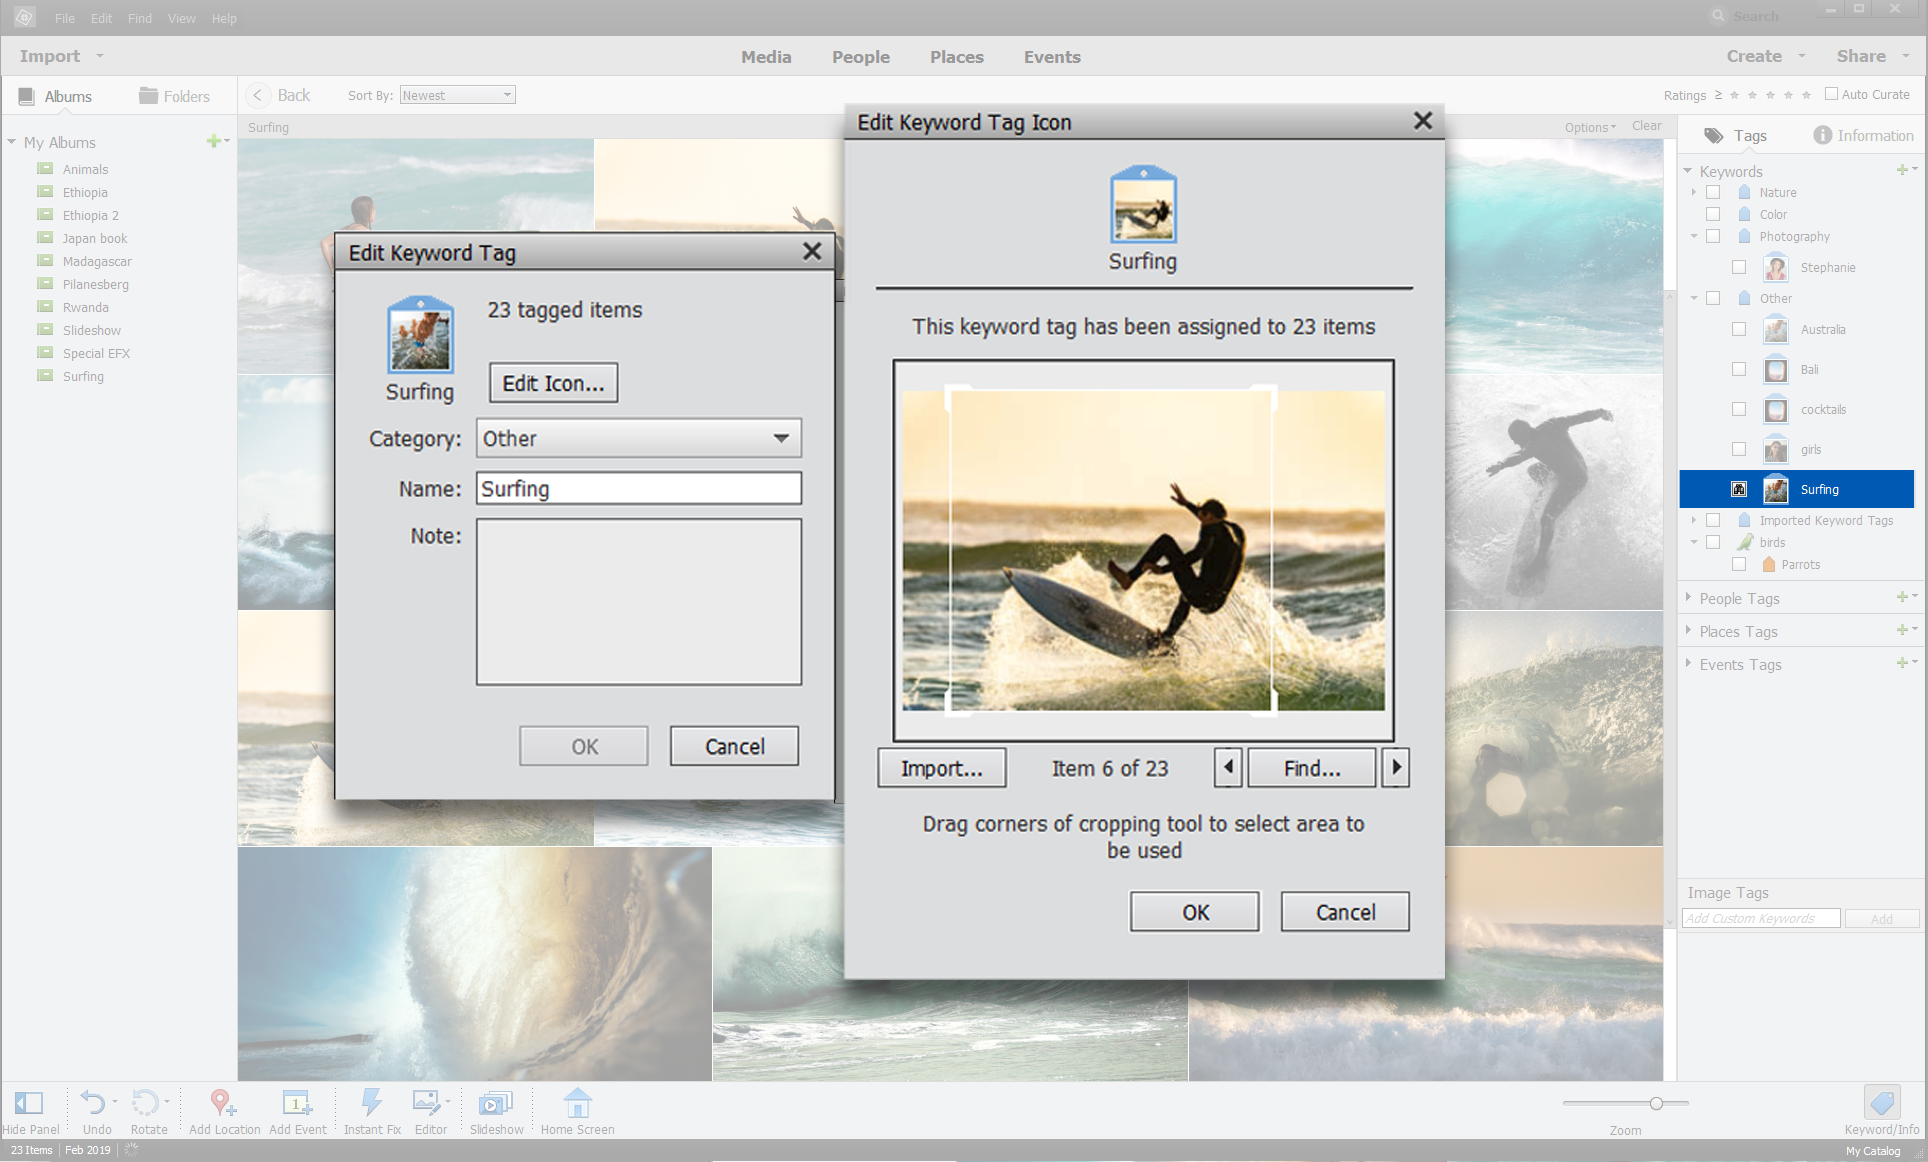 File Edit Find View Help
Search
Import
Media People Places Events
Create Share
Albums Folders
Back
Sort By: Newest
Ratings ≥
Auto Curate
My Albums
Animals
Ethiopia
Ethiopia 2
Japan book
Madagascar
Pilanesberg
Rwanda
Slideshow
Special EFX
Surfing
Surfing
Options Clear
Edit Keyword Tag
23 tagged items
Surfing
Edit Icon...
Category: Other
Name: Surfing
Note:
OK Cancel
Edit Keyword Tag Icon
Surfing
This keyword tag has been assigned to 23 items
Import... Item 6 of 23 Find...
Drag corners of cropping tool to select area to
be used
OK Cancel
Tags Information
Keywords
Nature
Color
Photography
Stephanie
Other
Australia
Bali
cocktails
girls
Surfing
Imported Keyword Tags
birds
Parrots
People Tags
Places Tags
Events Tags
Image Tags
Add Custom Keywords Add
1
Hide Panel Undo Rotate Add Location Add Event Instant Fix Editor Slideshow Home Screen
Zoom
Keyword/Info
23 Items Feb 2019
My Catalog